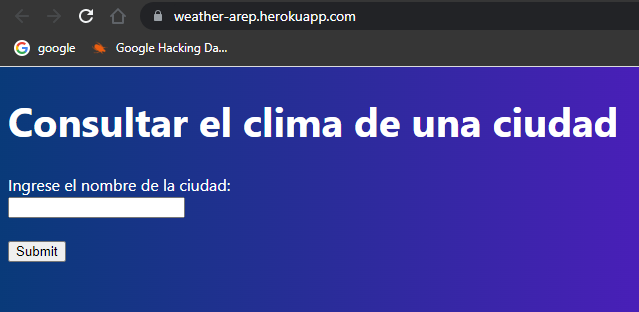 weather-arep.herokuapp.com
google Google Hacking Da...
Consultar el clima de una ciudad
Ingrese el nombre de la ciudad:
Submit